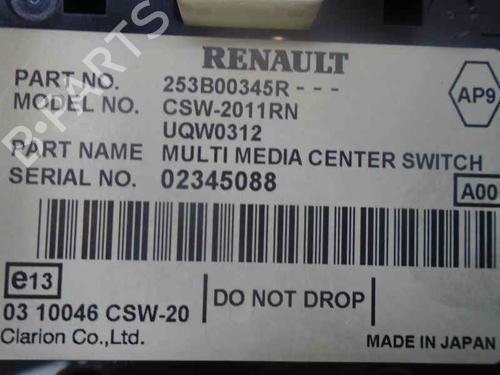 RENAULT
PART NO. 253B00345R - - -
MODEL NO. CSW-2011RN
UQW0312
AP9
PART NAME MULTI MEDIA CENTER SWITCH
SERIAL NO. 02345088
A00
e13
03 10046 CSW-20
DO NOT DROP
Clarion Co.,Ltd.
MADE IN JAPAN
B-PARTS